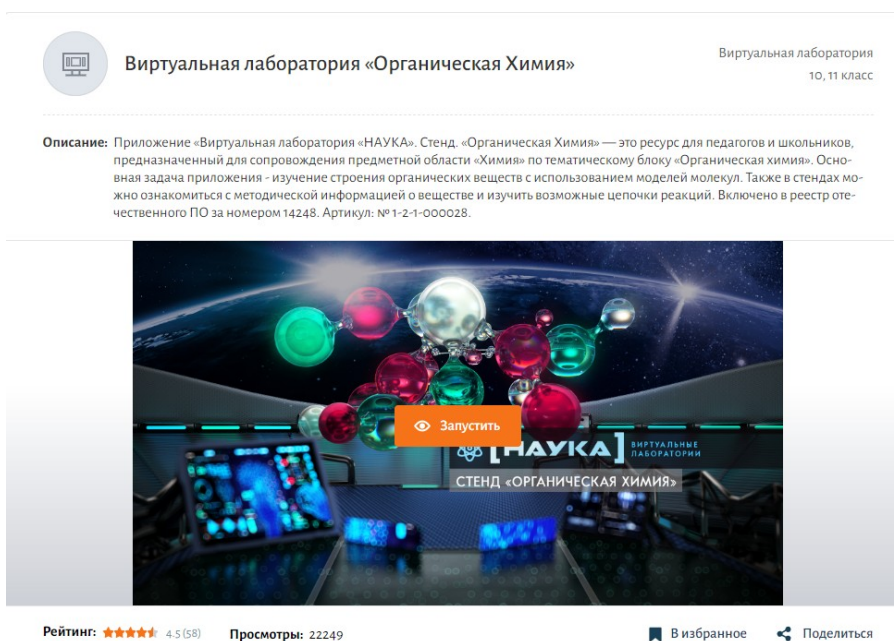 Виртуальная лаборатория «Органическая Химия»
Виртуальная лаборатория
10, 11 класс
Описание: Приложение «Виртуальная лаборатория «НАУКА». Стенд. «Органическая Химия» — это ресурс для педагогов и школьников,
предназначенный для сопровождения предметной области «Химия» по тематическому блоку «Органическая химия». Основ-
вная задача приложения - изучение строения органических веществ с использованием моделей молекул. Также в стендах мо-
жно ознакомиться с методической информацией о веществе и изучить возможные цепочки реакций. Включено в реестр оте-
чественного ПО за номером 14248. Артикул: № 1-2-1-000028.
Запустить
[НАУКА] ВИРТУАЛЬНЫЕ
ЛАБОРАТОРИИ
СТЕНД «ОРГАНИЧЕСКАЯ ХИМИЯ»
Рейтинг: 4.5 (58) Просмотры: 22249
В избранное Поделиться